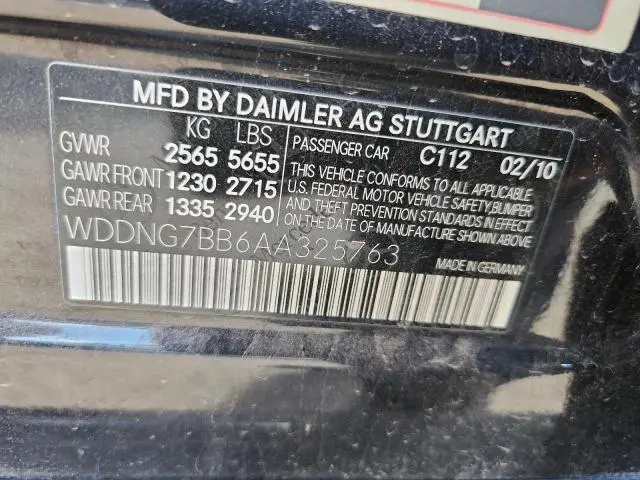 MFD BY DAIMLER AG STUTTGART
KG LBS
GVWR 2565 5655
GAWR FRONT 1230 2715
GAWR REAR 1335 2940
PASSENGER CAR C112 02/10
THIS VEHICLE CONFORMS TO ALL APPLICABLE
U.S. FEDERAL MOTOR VEHICLE SAFETY, BUMPER
AND THEFT PREVENTION STANDARDS IN EFFECT
ON THE DATE OF MANUFACTURE SHOWN ABOVE
WDDNG7BB6AA325763
MADE IN GERMANY